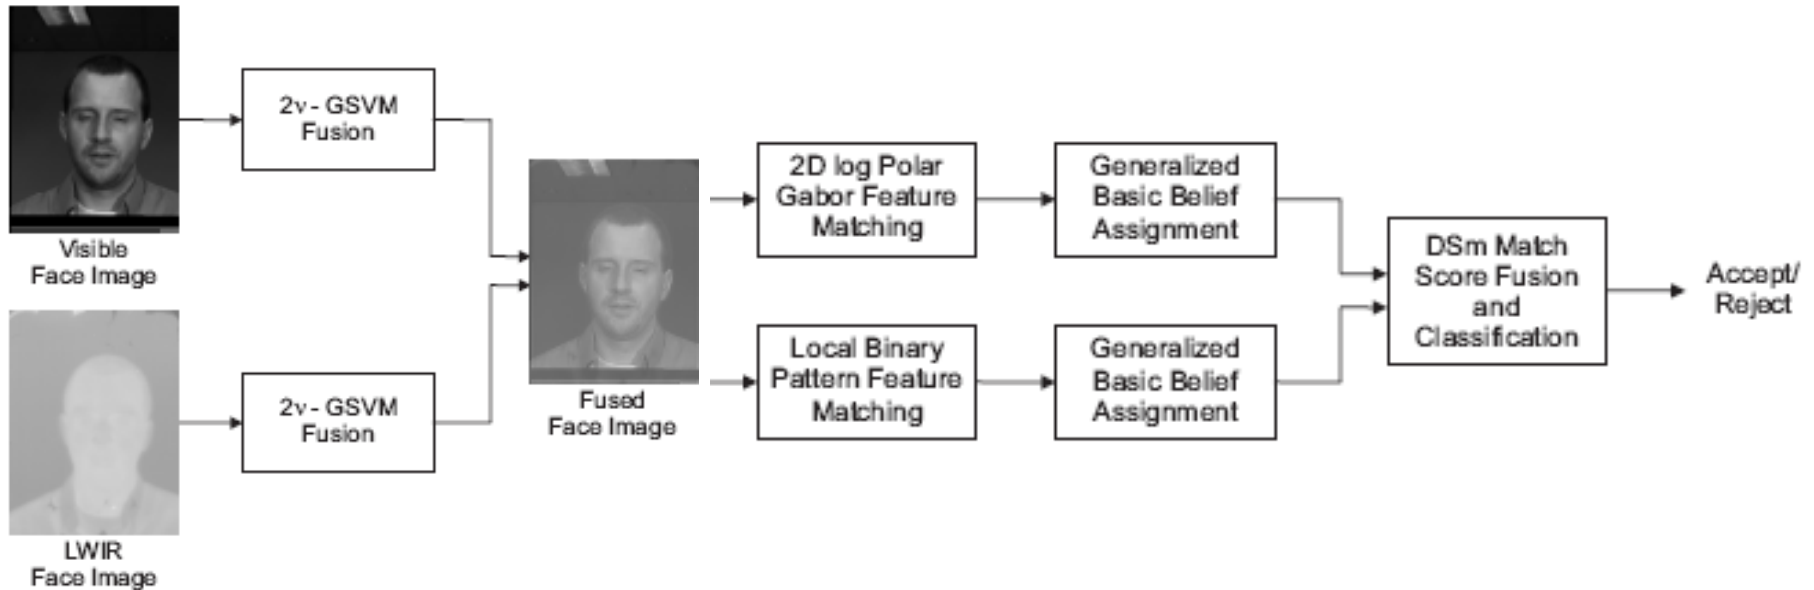 Visible
Face Image
LWIR
Face Image
2ν - GSVM
Fusion
2ν - GSVM
Fusion
Fused
Face Image
2D log Polar
Gabor Feature
Matching
Local Binary
Pattern Feature
Matching
Generalized
Basic Belief
Assignment
Generalized
Basic Belief
Assignment
DSm Match
Score Fusion
and
Classification
Accept/
Reject